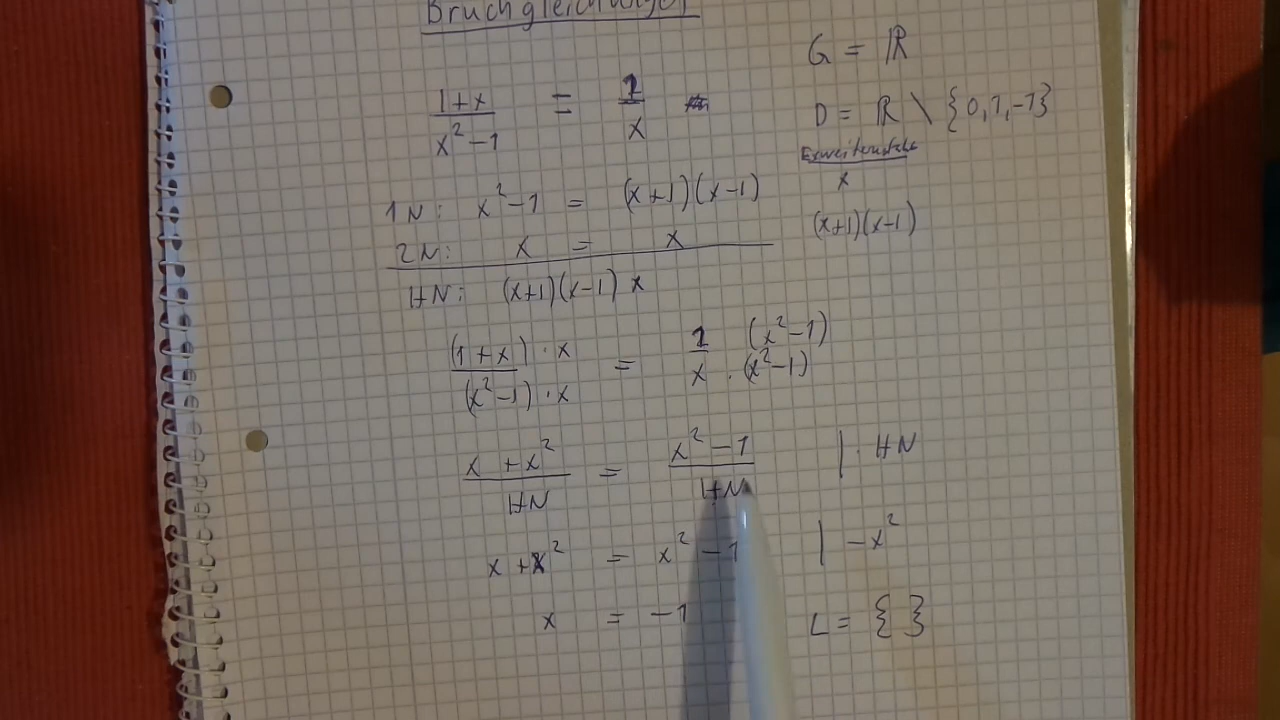 Bruchgleichungen
G = ℝ
(1+x)/(x²−1) = 1/x
D = ℝ \ {0,1,-1}
1N: x²−1 = (x+1)(x−1)
x
2N: x = x
(x+1)(x−1)
HN: (x+1)(x−1) x
((1+x)·x)/((x²−1)·x) = (1 (x²−1))/(x·(x²−1))
(x+x²)/HN = (x²−1)/HN | · HN
x+x² = x²−1 | −x²
x = −1 L = { }